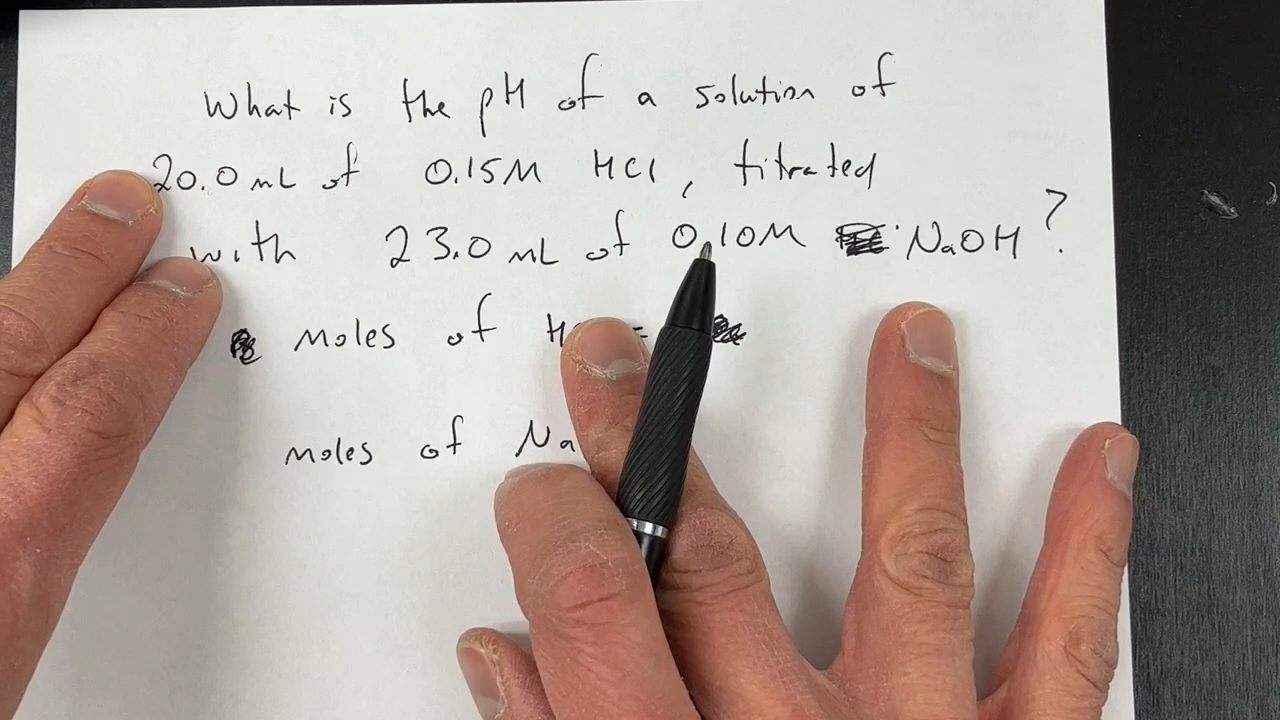 What is the pH of a solution of
20.0 mL of 0.15M HCl, titrated
with 23.0 mL of 0.10M NaOH?
moles of
moles of Na